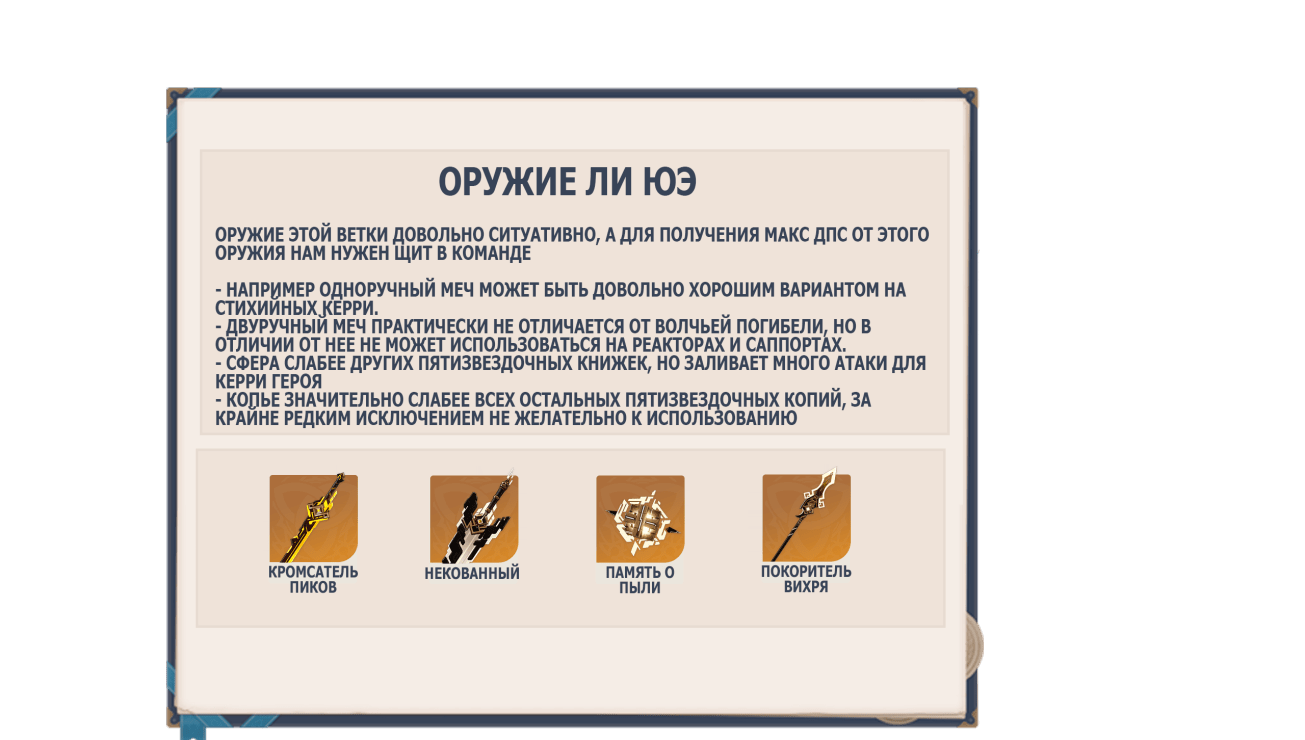 ОРУЖИЕ ЛИ ЮЭ
ОРУЖИЕ ЭТОЙ ВЕТКИ ДОВОЛЬНО СИТУАТИВНО, А ДЛЯ ПОЛУЧЕНИЯ МАКС ДПС ОТ ЭТОГО
ОРУЖИЯ НАМ НУЖЕН ЩИТ В КОМАНДЕ
- НАПРИМЕР ОДНОРУЧНЫЙ МЕЧ МОЖЕТ БЫТЬ ДОВОЛЬНО ХОРОШИМ ВАРИАНТОМ НА
СТИХИЙНЫХ КЕРРИ.
- ДВУРУЧНЫЙ МЕЧ ПРАКТИЧЕСКИ НЕ ОТЛИЧАЕТСЯ ОТ ВОЛЧЬЕЙ ПОГИБЕЛИ, НО В
ОТЛИЧИИ ОТ НЕЕ НЕ МОЖЕТ ИСПОЛЬЗОВАТЬСЯ НА РЕАКТОРАХ И САППОРТАХ.
- СФЕРА СЛАБЕЕ ДРУГИХ ПЯТИЗВЕЗДОЧНЫХ КНИЖЕК, НО ЗАЛИВАЕТ МНОГО АТАКИ ДЛЯ
КЕРРИ ГЕРОЯ
- КОПЬЕ ЗНАЧИТЕЛЬНО СЛАБЕЕ ВСЕХ ОСТАЛЬНЫХ ПЯТИЗВЕЗДОЧНЫХ КОПИЙ, ЗА
КРАЙНЕ РЕДКИМ ИСКЛЮЧЕНИЕМ НЕ ЖЕЛАТЕЛЬНО К ИСПОЛЬЗОВАНИЮ
КРОМСАТЕЛЬ
ПИКОВ
НЕКОВАННЫЙ
ПАМЯТЬ О
ПЫЛИ
ПОКОРИТЕЛЬ
ВИХРЯ